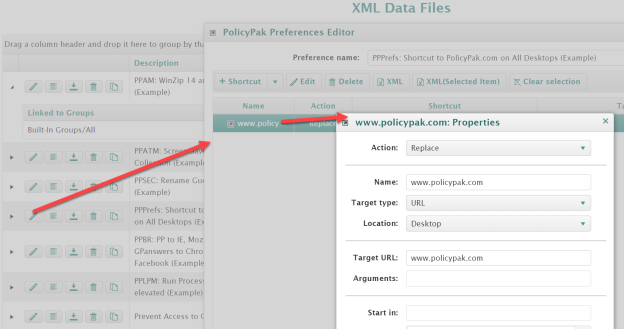 XML Data Files
PolicyPak Preferences Editor
Drag a column header and drop it here to group by tha
Preference name: PPPrefs: Shortcut to PolicyPak.com on All Desktops (Example)
Description
PPAM: WinZip 14 a
(Example)
+ Shortcut Edit Delete XML XML(Selected Item) Clear selection
Name Action Shortcut Ta
Linked to Groups
Built-In Groups/All
www.policy Replace
www.policypak.com: Properties
Action: Replace
PPATM: Screen
Collection (Example
Name: www.policypak.com
PPSEC: Rename Gu
(Example)
Target type: URL
PPPrefs: Shortcut to
on All Desktops (Ex
Location: Desktop
PPBR: PP to IE, Moz
GPanswers to Chro
Facebook (Example
Target URL: www.policypak.com
Arguments:
PPLPM: Run Proces
elevated (Example)
Start in:
Prevent Access to C